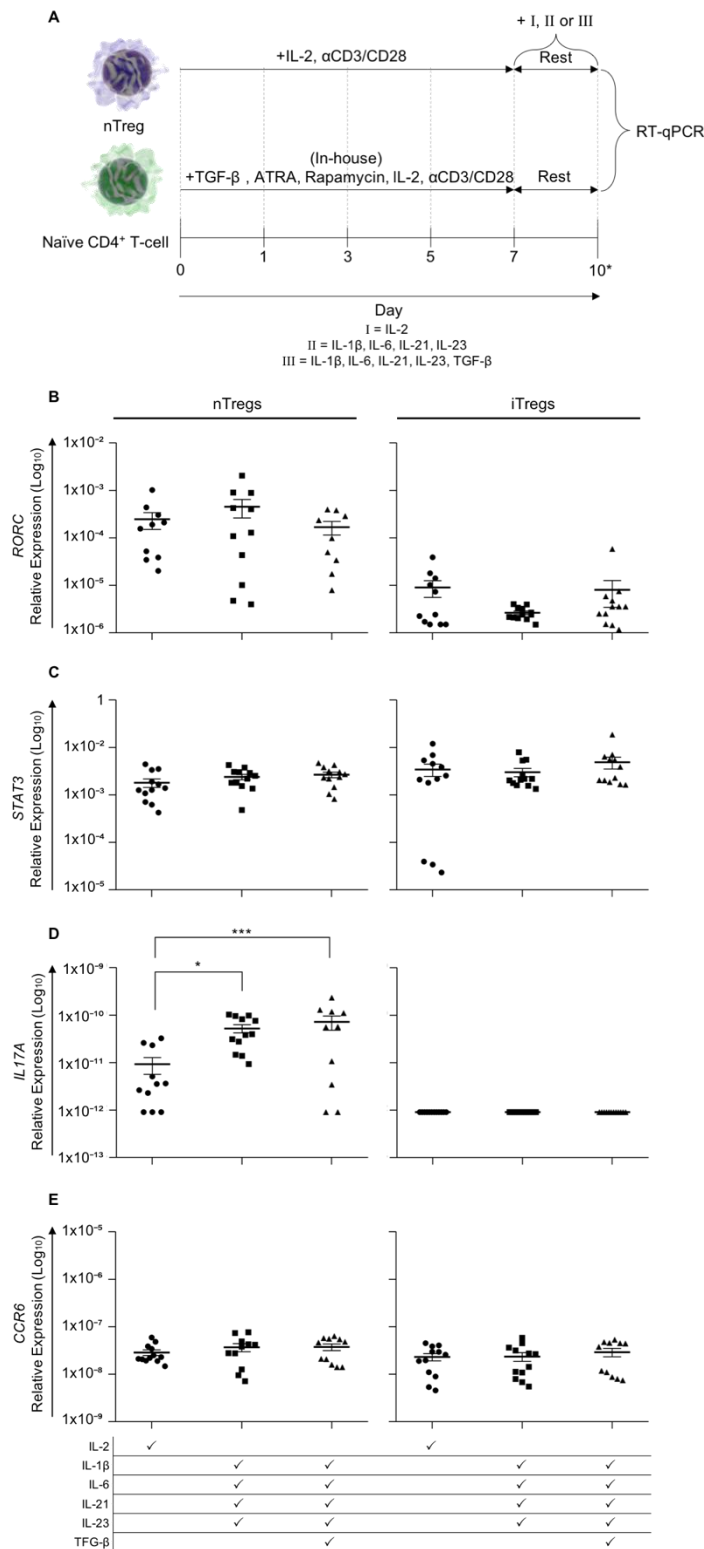 A
+ I, II or III
+IL-2, αCD3/CD28
Rest
nTreg
RT-qPCR
(In-house)
+TGF-β , ATRA, Rapamycin, IL-2, αCD3/CD28
Rest
Naïve CD4⁺ T-cell
0 1 3 5 7 10*
Day
I = IL-2
II = IL-1β, IL-6, IL-21, IL-23
III = IL-1β, IL-6, IL-21, IL-23, TGF-β
B
nTregs
iTregs
RORC
Relative Expression (Log₁₀)
1x10⁻²
1x10⁻³
1x10⁻⁴
1x10⁻⁵
1x10⁻⁶
C
STAT3
Relative Expression (Log₁₀)
1
1x10⁻²
1x10⁻³
1x10⁻⁴
1x10⁻⁵
D
***
*
IL17A
Relative Expression (Log₁₀)
1x10⁻⁹
1x10⁻¹⁰
1x10⁻¹¹
1x10⁻¹²
1x10⁻¹³
E
CCR6
Relative Expression (Log₁₀)
1x10⁻⁵
1x10⁻⁶
1x10⁻⁷
1x10⁻⁸
1x10⁻⁹
IL-2 ✓ ✓
IL-1β ✓ ✓ ✓ ✓
IL-6 ✓ ✓ ✓ ✓
IL-21 ✓ ✓ ✓ ✓
IL-23 ✓ ✓ ✓ ✓
TFG-β ✓ ✓